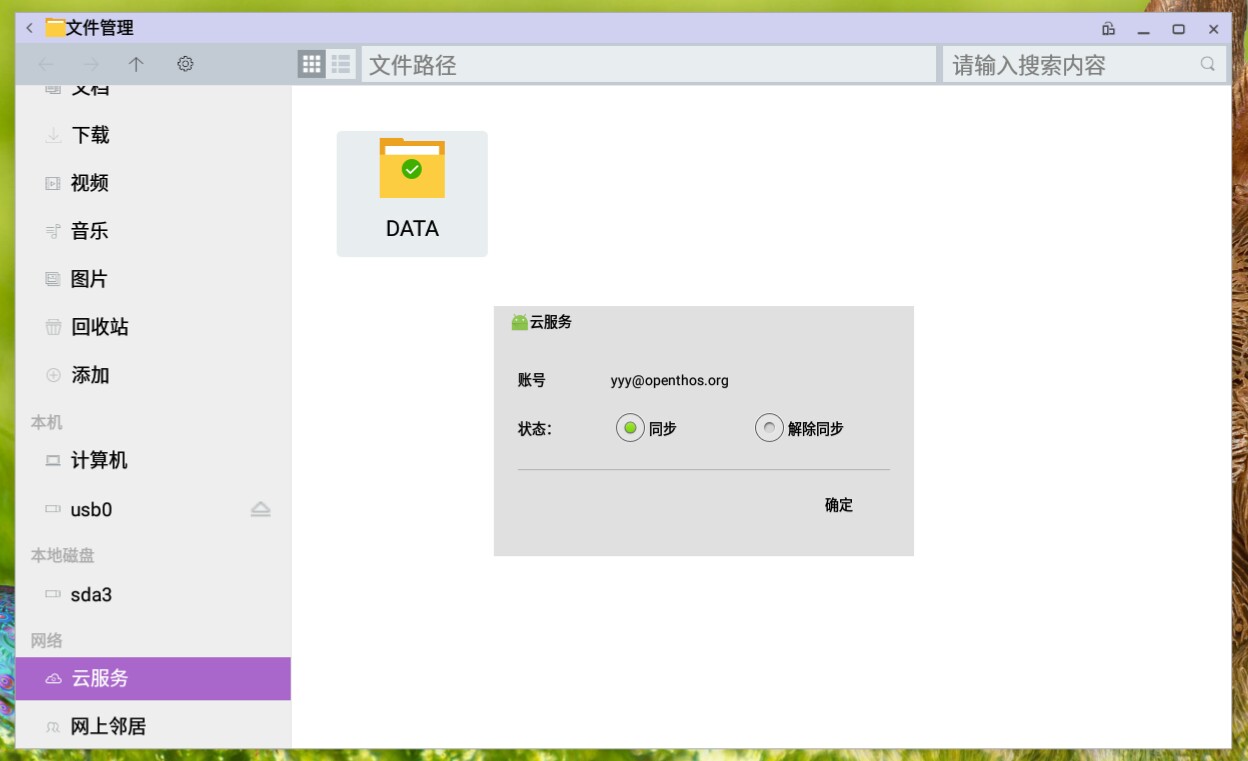 文件管理
文件路径
请输入搜索内容
文档
下载
视频
音乐
图片
回收站
添加
本机
计算机
usb0
本地磁盘
sda3
网络
云服务
网上邻居
DATA
云服务
账号 yyy@openthos.org
状态： 同步 解除同步
确定